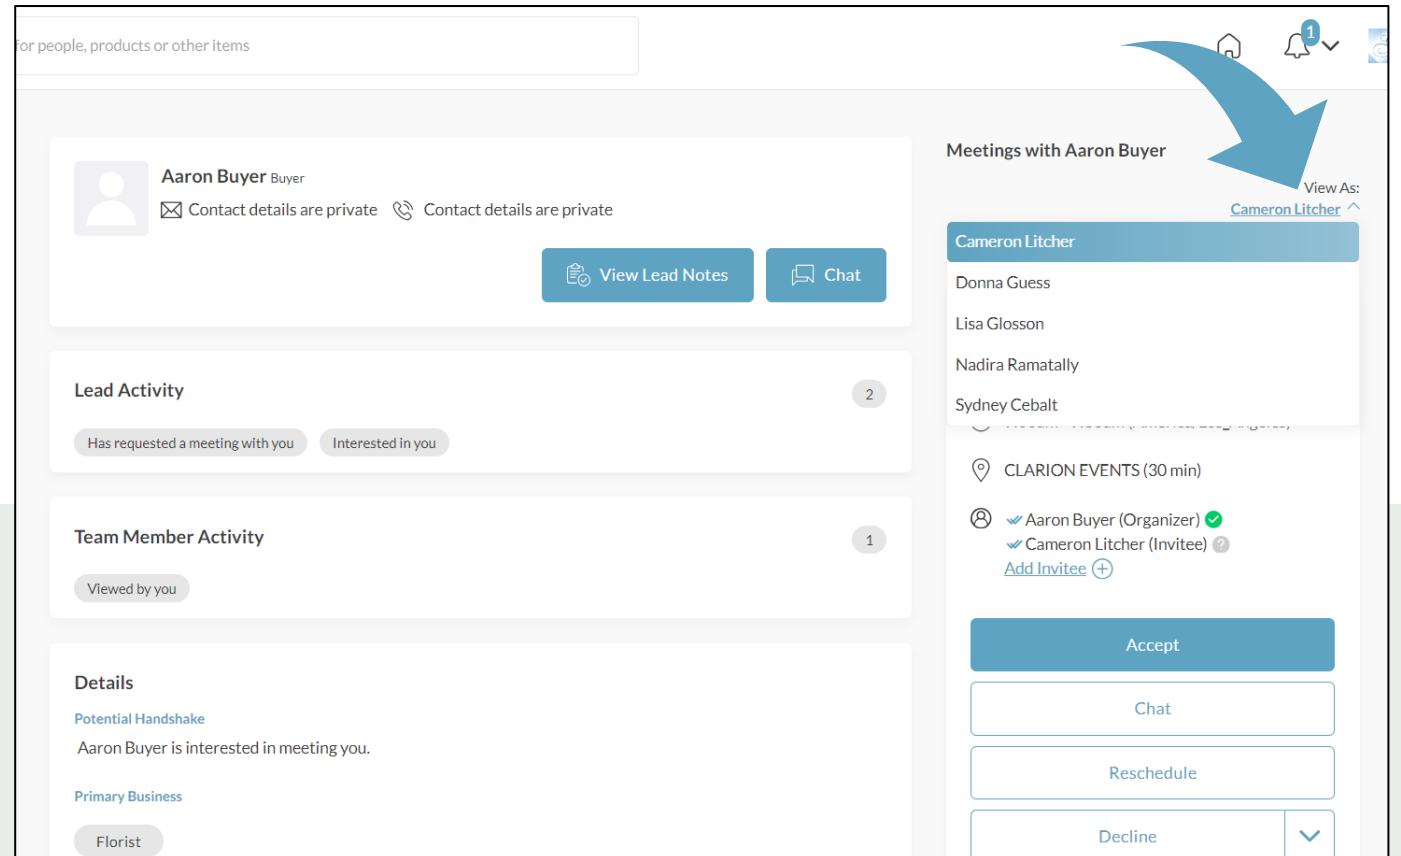 for people, products or other items
1
Aaron Buyer Buyer
Contact details are private Contact details are private
View Lead Notes
Chat
Lead Activity
2
Has requested a meeting with you
Interested in you
Team Member Activity
1
Viewed by you
Details
Potential Handshake
Aaron Buyer is interested in meeting you.
Primary Business
Florist
Meetings with Aaron Buyer
View As:
Cameron Litcher
Cameron Litcher
Donna Guess
Lisa Glosson
Nadira Ramatally
Sydney Cebalt
CLARION EVENTS (30 min)
Aaron Buyer (Organizer)
Cameron Litcher (Invitee) ?
Add Invitee
Accept
Chat
Reschedule
Decline